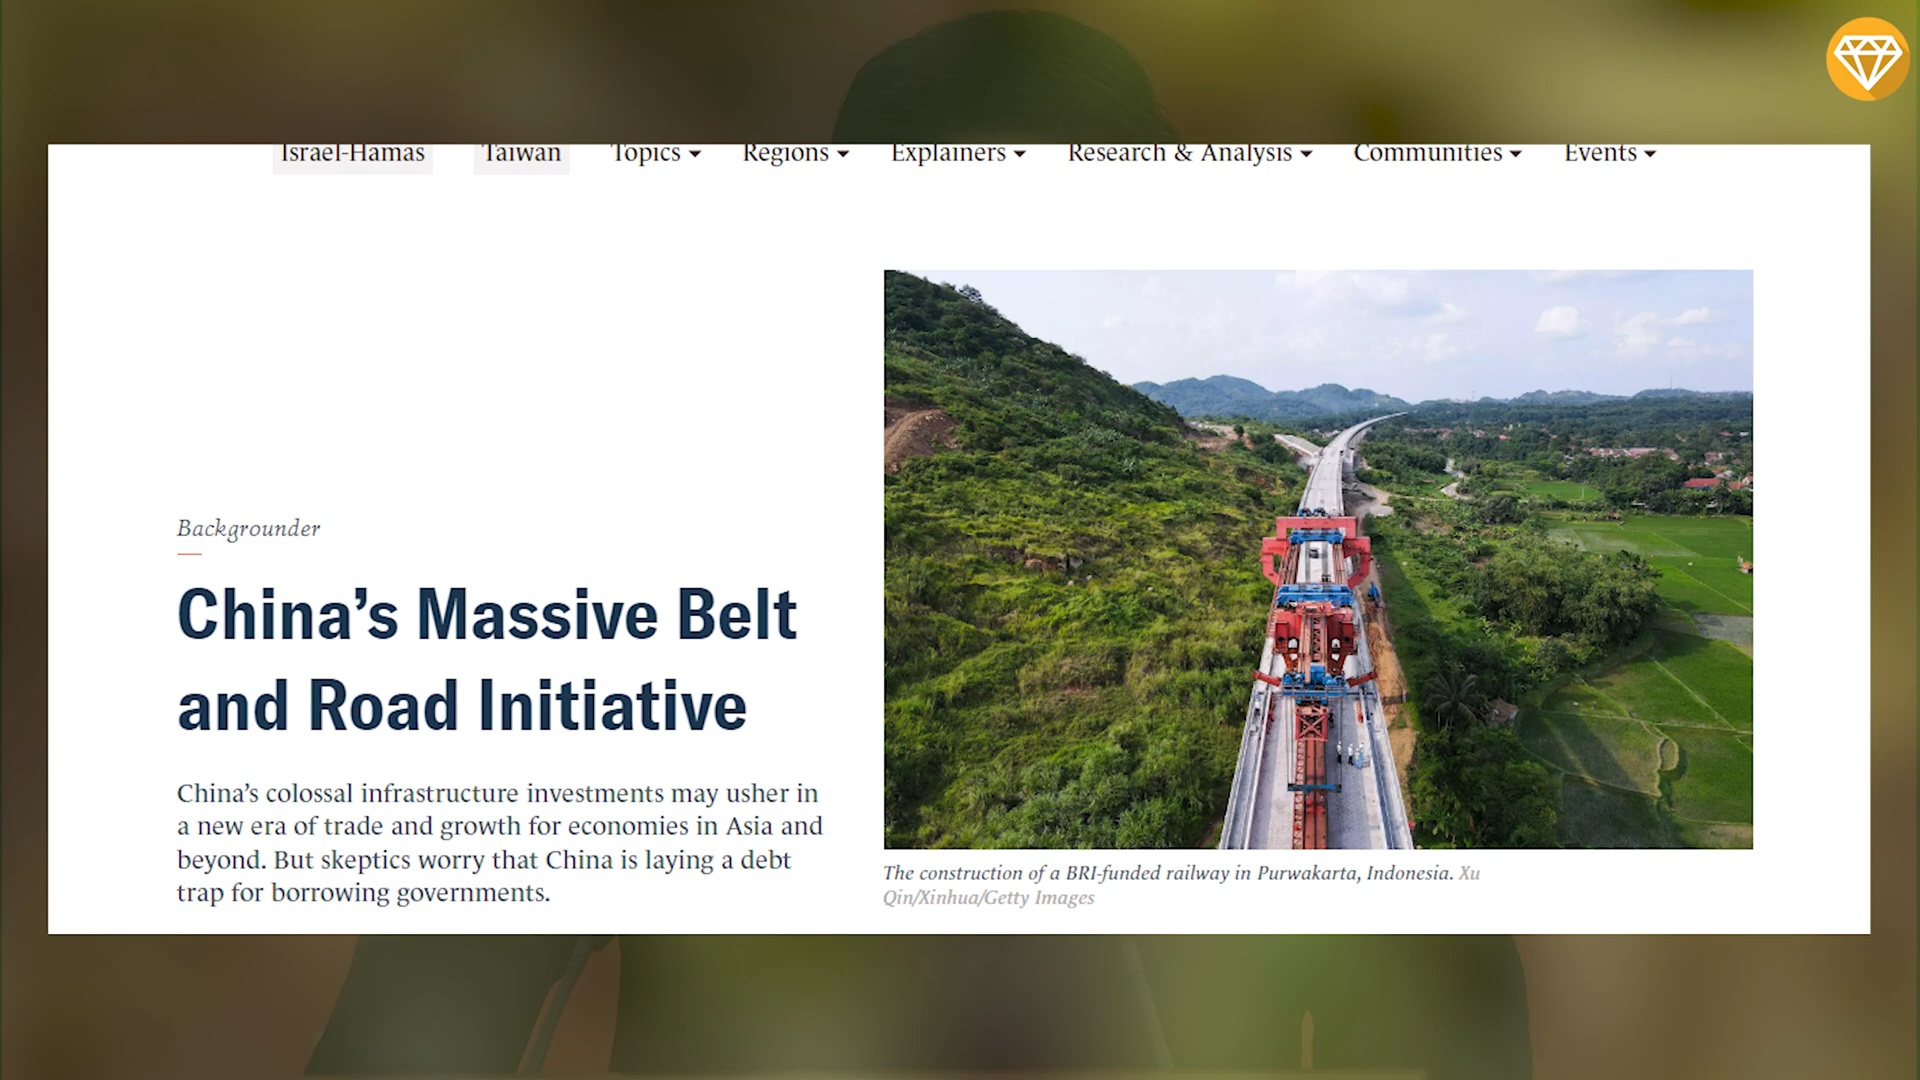 Israel-Hamas Taiwan Topics Regions Explainers Research & Analysis Communities Events
Backgrounder
China’s Massive Belt
and Road Initiative
China’s colossal infrastructure investments may usher in
a new era of trade and growth for economies in Asia and
beyond. But skeptics worry that China is laying a debt
trap for borrowing governments.
The construction of a BRI-funded railway in Purwakarta, Indonesia. Xu
Qin/Xinhua/Getty Images